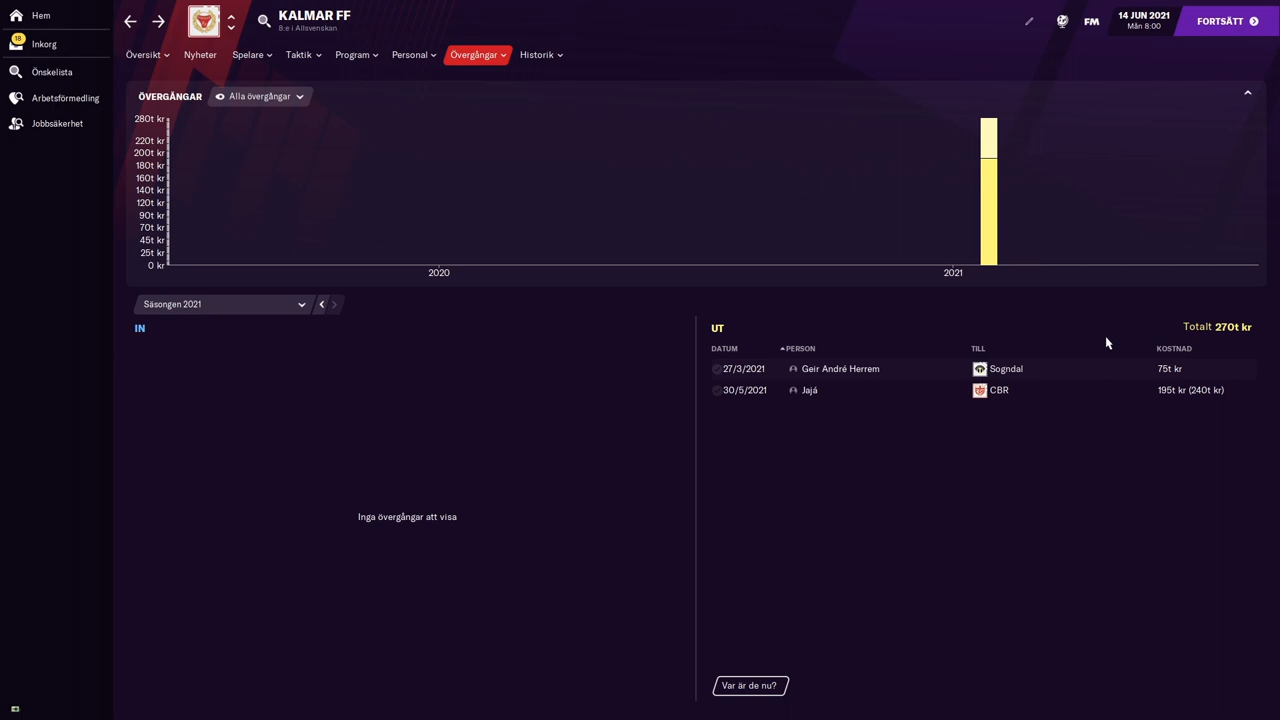 Hem
18
Inkorg
Önskelista
Arbetsförmedling
Jobbsäkerhet
KALMAR FF
8:e i Allsvenskan
FM
14 JUN 2021
Mån 8:00
FORTSÄTT
Översikt
Nyheter
Spelare
Taktik
Program
Personal
Övergångar
Historik
ÖVERGÅNGAR
Alla övergångar
280t kr
220t kr
200t kr
180t kr
160t kr
140t kr
120t kr
90t kr
70t kr
45t kr
25t kr
0 kr
2020
2021
Säsongen 2021
IN
Inga övergångar att visa
UT
Totalt 270t kr
DATUM PERSON TILL KOSTNAD
27/3/2021 Geir André Herrem Sogndal 75t kr
30/5/2021 Jajá CBR 195t kr (240t kr)
Var är de nu?